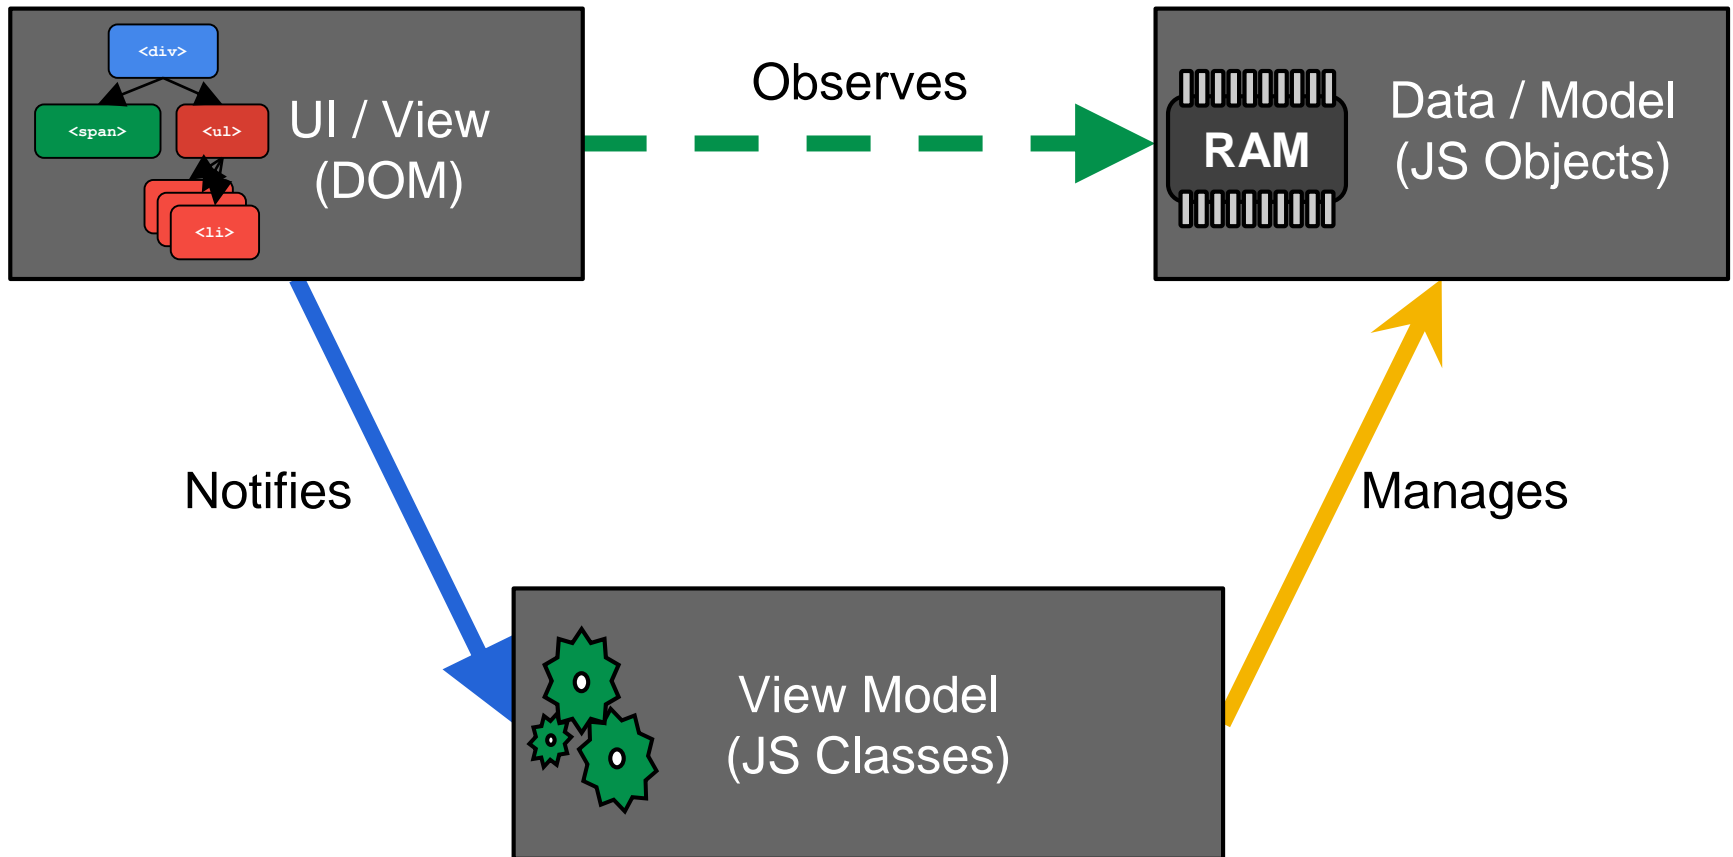 <div>
<span>
<ul>
<li>
UI / View
(DOM)
Observes
RAM
Data / Model
(JS Objects)
Notifies
Manages
View Model
(JS Classes)